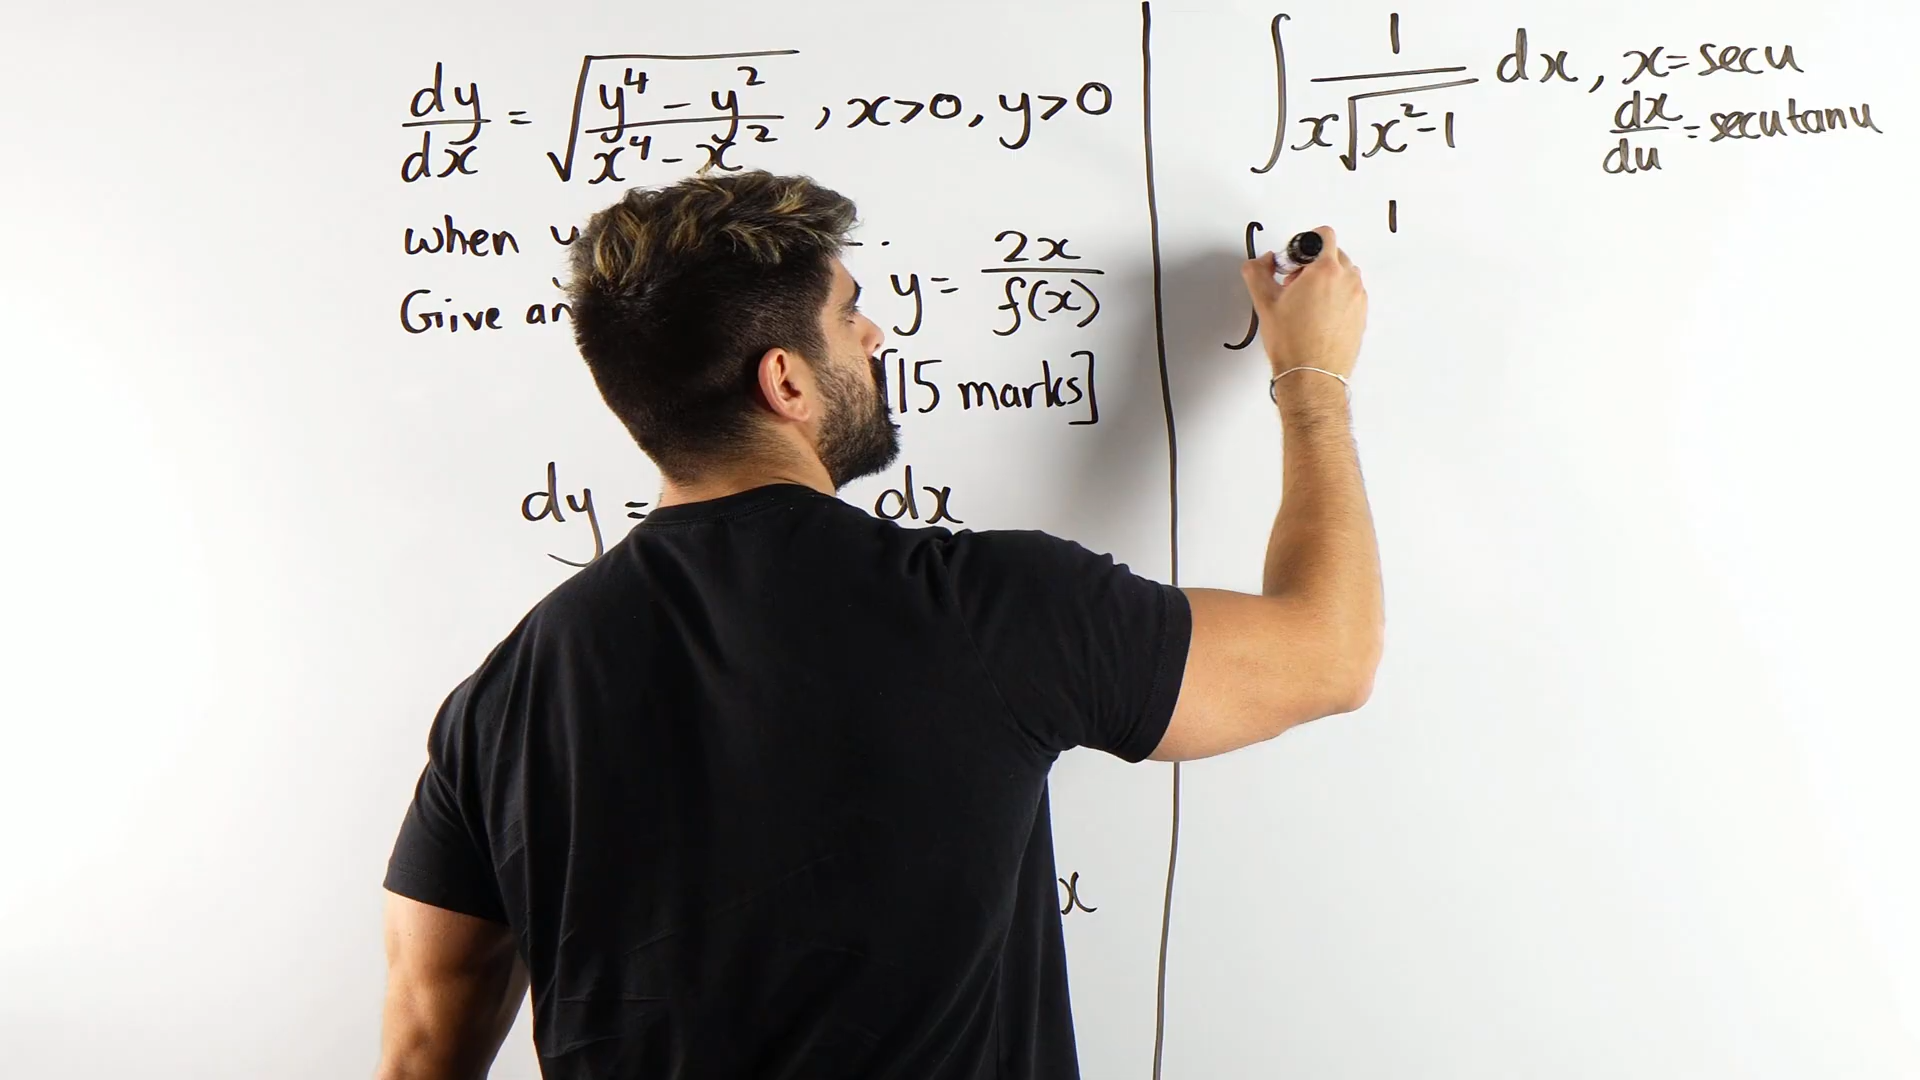 dy/dx = √((y⁴ - y²)/(x⁴ - x²)), x>0, y>0
when
Give an y = 2x/f(x)
[15 marks]
dy = dx
x
∫ 1/(x√(x²-1)) dx, x = secu
dx/du = secutanu
∫ 1